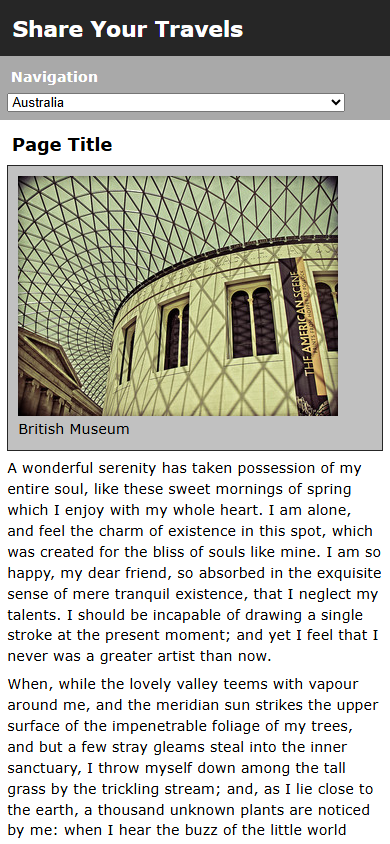 Share Your Travels
Navigation
Australia
Page Title
THE AMERICAN SCENE
British Museum
A wonderful serenity has taken possession of my
entire soul, like these sweet mornings of spring
which I enjoy with my whole heart. I am alone,
and feel the charm of existence in this spot, which
was created for the bliss of souls like mine. I am so
happy, my dear friend, so absorbed in the exquisite
sense of mere tranquil existence, that I neglect my
talents. I should be incapable of drawing a single
stroke at the present moment; and yet I feel that I
never was a greater artist than now.
When, while the lovely valley teems with vapour
around me, and the meridian sun strikes the upper
surface of the impenetrable foliage of my trees,
and but a few stray gleams steal into the inner
sanctuary, I throw myself down among the tall
grass by the trickling stream; and, as I lie close to
the earth, a thousand unknown plants are noticed
by me: when I hear the buzz of the little world